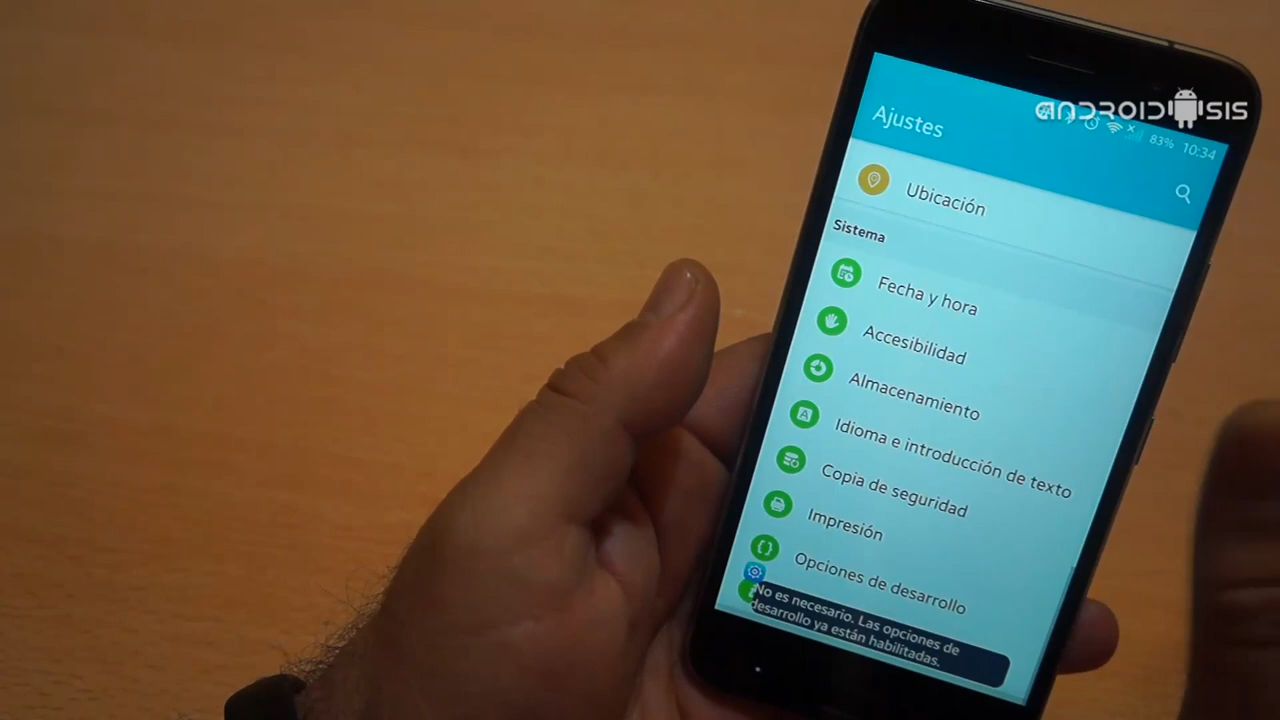 ANDROIDSIS
83% 10:34
Ajustes
Ubicación
Sistema
Fecha y hora
Accesibilidad
Almacenamiento
Idioma e introducción de texto
Copia de seguridad
Impresión
Opciones de desarrollo
No es necesario. Las opciones de
desarrollo ya están habilitadas.